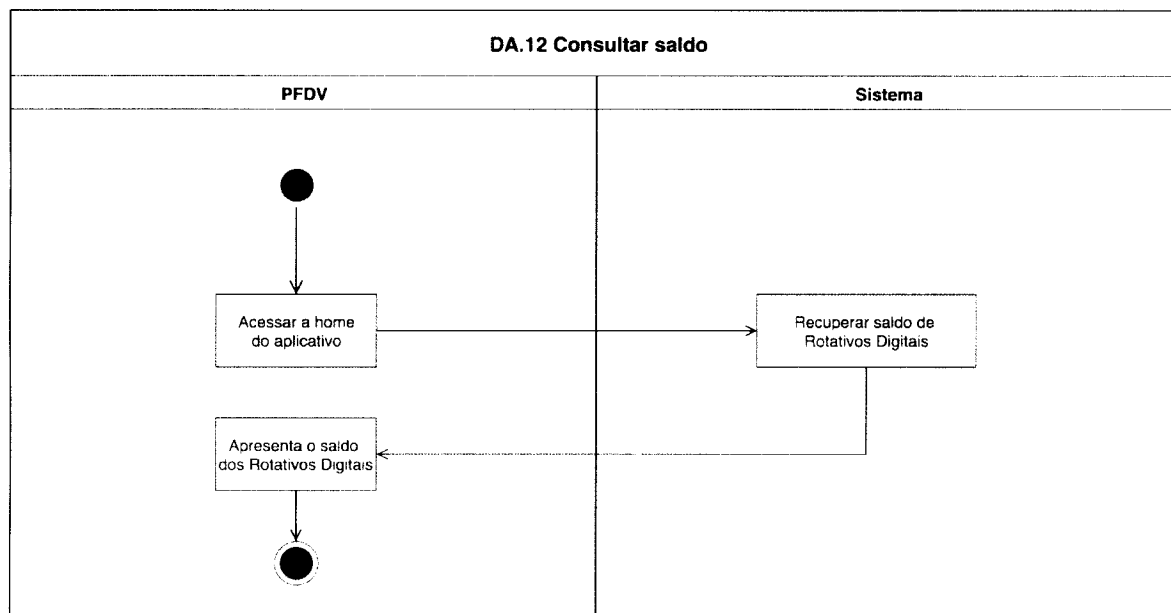 DA.12 Consultar saldo
PFDV
Sistema
Acessar a home
do aplicativo
Recuperar saldo de
Rotativos Digitais
Apresenta o saldo
dos Rotativos Digitais